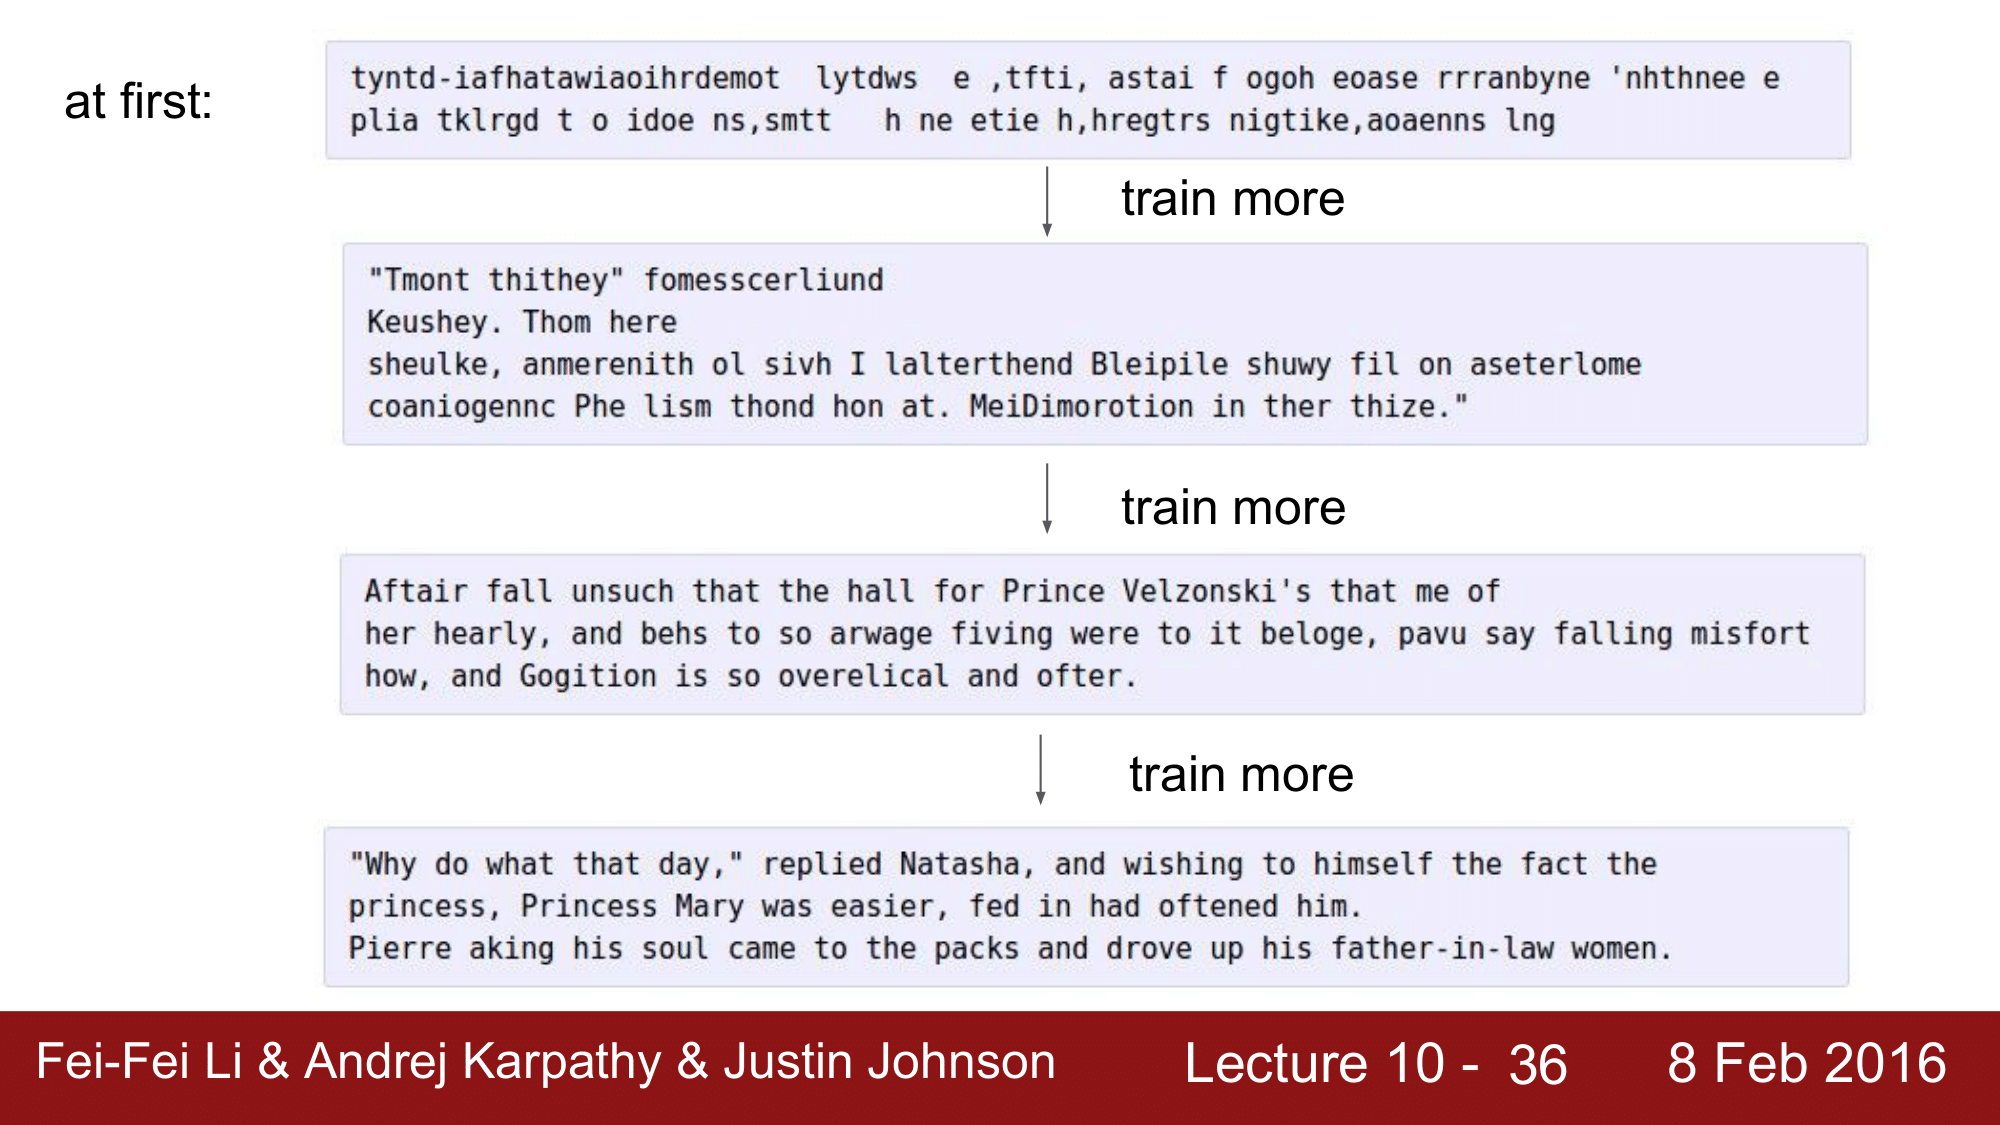 at first:
tyntd-iafhatawiaoihrdemot  lytdws  e ,tfti, astai f ogoh eoase rrranbyne 'nhthnee e
plia tklrgd t o idoe ns,smtt   h ne etie h,hregtrs nigtike,aoaenns lng
train more
"Tmont thithey" fomesscerliund
Keushey. Thom here
sheulke, anmerenith ol sivh I lalterthend Bleipile shuwy fil on aseterlome
coaniogennc Phe lism thond hon at. MeiDimorotion in ther thize."
train more
Aftair fall unsuch that the hall for Prince Velzonski's that me of
her hearly, and behs to so arwage fiving were to it beloge, pavu say falling misfort
how, and Gogition is so overelical and ofter.
train more
"Why do what that day," replied Natasha, and wishing to himself the fact the
princess, Princess Mary was easier, fed in had oftened him.
Pierre aking his soul came to the packs and drove up his father-in-law women.
Fei-Fei Li & Andrej Karpathy & Justin Johnson Lecture 10 - 36 8 Feb 2016